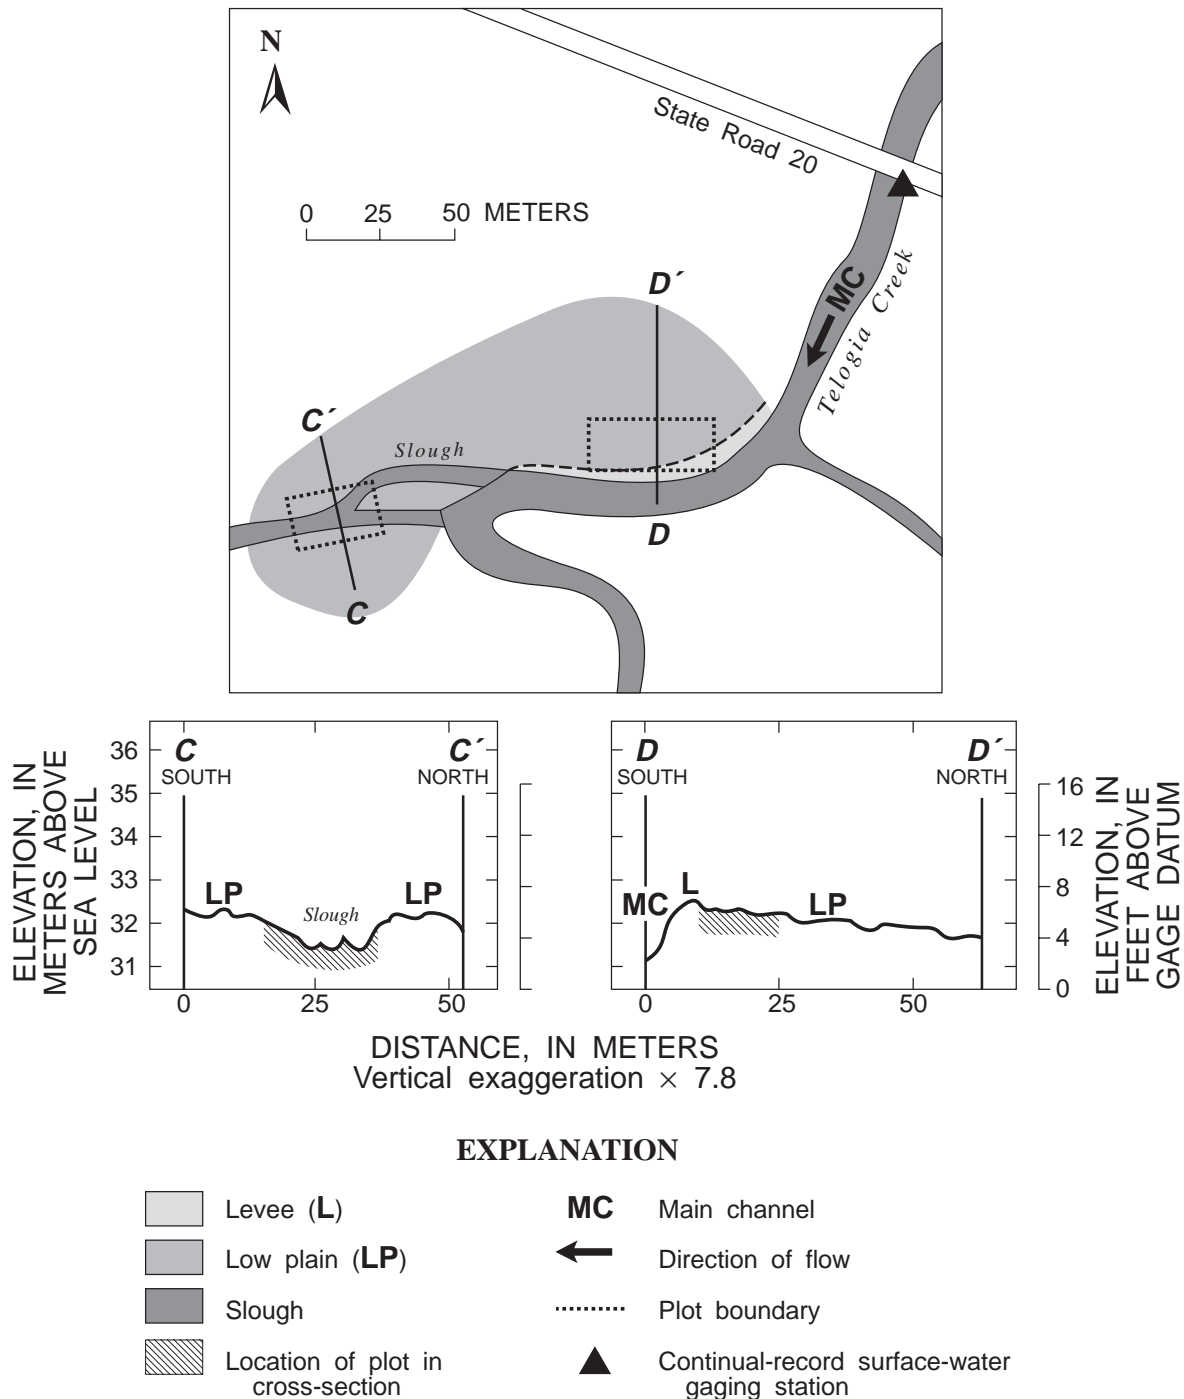 N
State Road 20
0 25 50 METERS
MC
Telogia Creek
D´
C´
Slough
D
C
ELEVATION, IN
METERS ABOVE
SEA LEVEL
36
35
34
33
32
31
C C´
SOUTH NORTH
LP LP
Slough
0 25 50
D D´
SOUTH NORTH
MC L LP
0 25 50
16
12
8
4
0
ELEVATION, IN
FEET ABOVE
GAGE DATUM
DISTANCE, IN METERS
Vertical exaggeration × 7.8
EXPLANATION
Levee (L)
Low plain (LP)
Slough
Location of plot in
cross-section
MC Main channel
Direction of flow
Plot boundary
Continual-record surface-water
gaging station